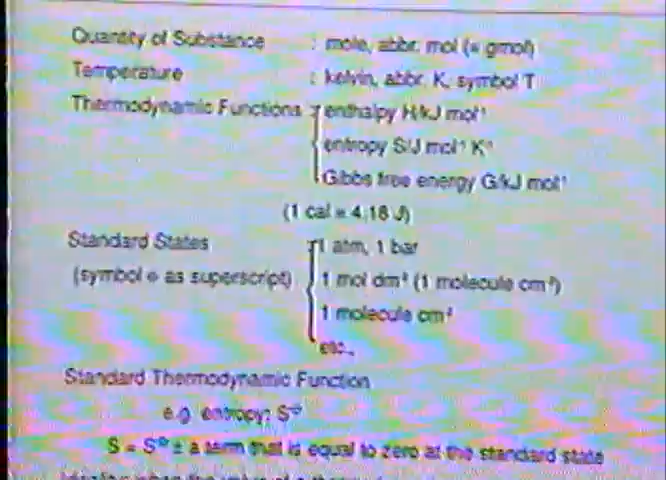 Quantity of Substance : mole, abbr. mol (= gmol)
Temperature : kelvin, abbr. K, symbol T
Thermodynamic Functions enthalpy H/kJ mol⁻¹
entropy S/J mol⁻¹ K⁻¹
Gibbs free energy G/kJ mol⁻¹
(1 cal = 4.18 J)
Standard States 1 atm, 1 bar
(symbol ⦵ as superscript) 1 mol dm⁻³ (1 molecule cm⁻³)
1 molecule cm⁻²
etc.,
Standard Thermodynamic Function
e.g. entropy: S⦵
S = S⦵ ± a term that is equal to zero at the standard state